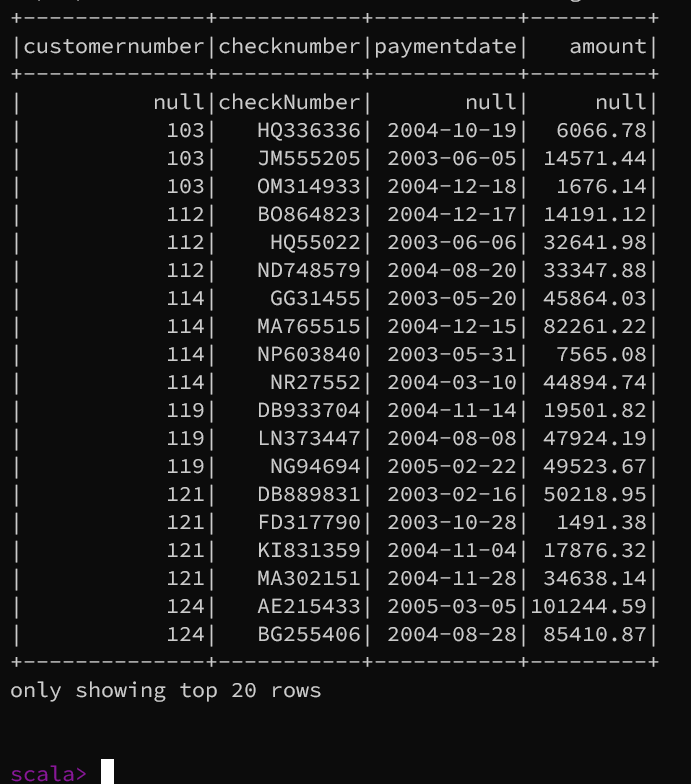 +--------------+-----------+-----------+---------+
|customernumber|checknumber|paymentdate|   amount|
+--------------+-----------+-----------+---------+
|          null|checkNumber|       null|     null|
|           103|   HQ336336| 2004-10-19|  6066.78|
|           103|   JM555205| 2003-06-05| 14571.44|
|           103|   OM314933| 2004-12-18|  1676.14|
|           112|   BO864823| 2004-12-17| 14191.12|
|           112|    HQ55022| 2003-06-06| 32641.98|
|           112|   ND748579| 2004-08-20| 33347.88|
|           114|    GG31455| 2003-05-20| 45864.03|
|           114|   MA765515| 2004-12-15| 82261.22|
|           114|   NP603840| 2003-05-31|  7565.08|
|           114|    NR27552| 2004-03-10| 44894.74|
|           119|   DB933704| 2004-11-14| 19501.82|
|           119|   LN373447| 2004-08-08| 47924.19|
|           119|    NG94694| 2005-02-22| 49523.67|
|           121|   DB889831| 2003-02-16| 50218.95|
|           121|   FD317790| 2003-10-28|  1491.38|
|           121|   KI831359| 2004-11-04| 17876.32|
|           121|   MA302151| 2004-11-28| 34638.14|
|           124|   AE215433| 2005-03-05|101244.59|
|           124|   BG255406| 2004-08-28| 85410.87|
+--------------+-----------+-----------+---------+
only showing top 20 rows
scala>